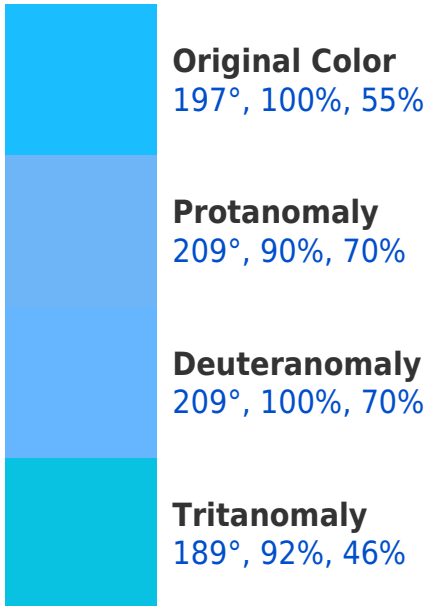 Original Color
197°, 100%, 55%
Protanomaly
209°, 90%, 70%
Deuteranomaly
209°, 100%, 70%
Tritanomaly
189°, 92%, 46%